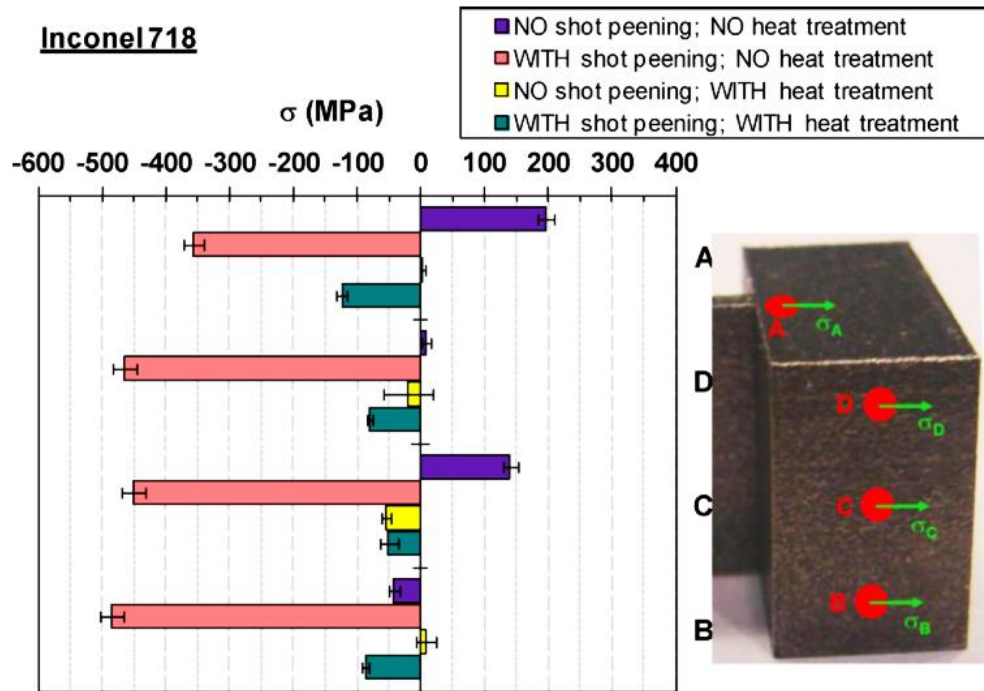 Inconel 718
NO shot peening; NO heat treatment
WITH shot peening; NO heat treatment
NO shot peening; WITH heat treatment
WITH shot peening; WITH heat treatment
σ (MPa)
-600 -500 -400 -300 -200 -100 0 100 200 300 400
A
D
C
B
A σA
D σD
C σC
B σB